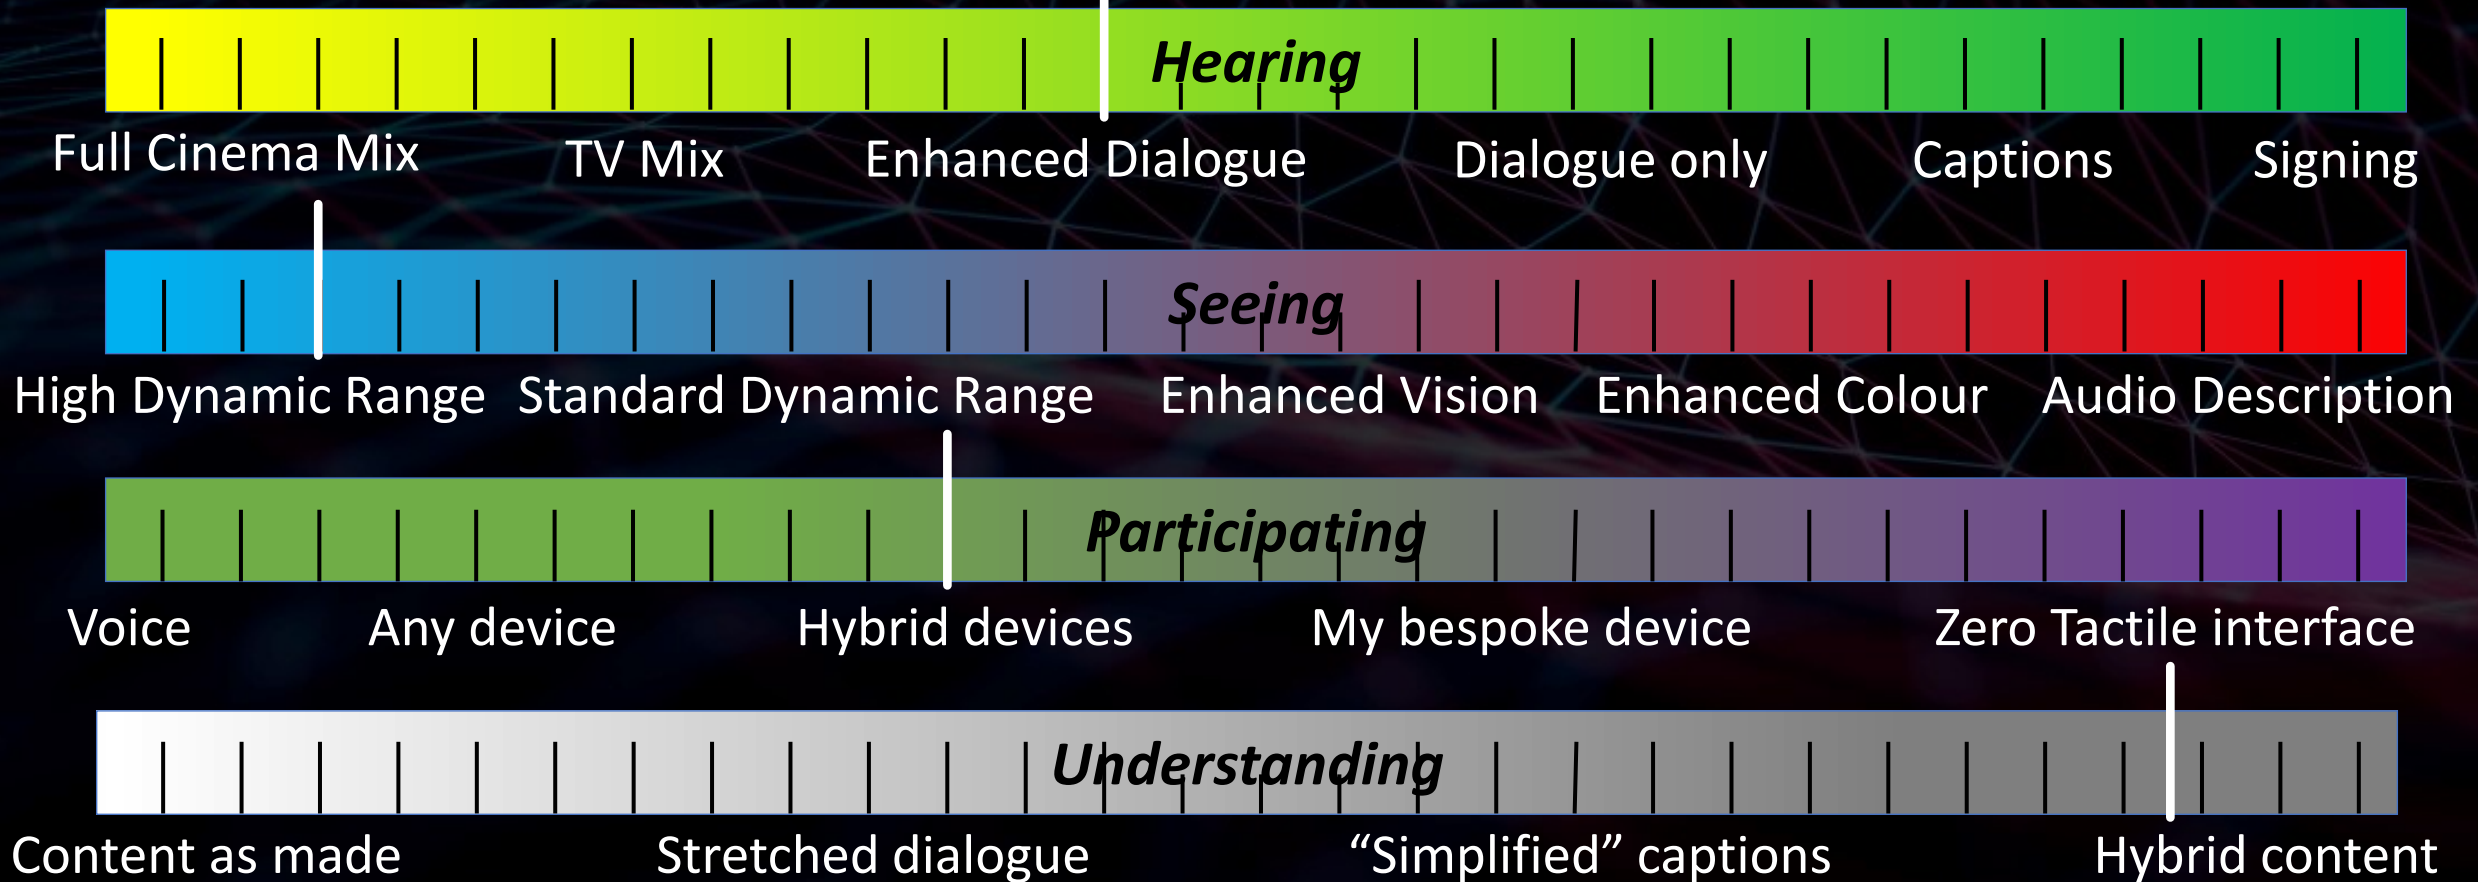 Hearing
Full Cinema Mix TV Mix Enhanced Dialogue Dialogue only Captions Signing
Seeing
High Dynamic Range Standard Dynamic Range Enhanced Vision Enhanced Colour Audio Description
Participating
Voice Any device Hybrid devices My bespoke device Zero Tactile interface
Understanding
Content as made Stretched dialogue “Simplified” captions Hybrid content